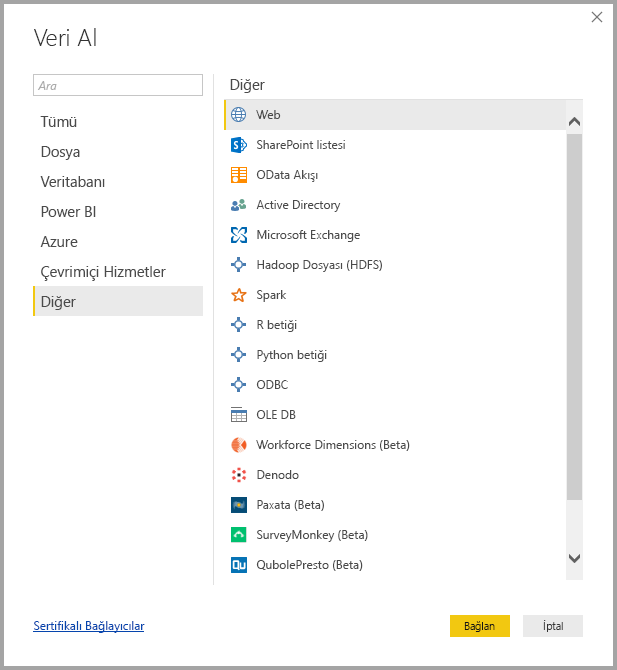 Veri Al
Ara
Tümü
Dosya
Veritabanı
Power BI
Azure
Çevrimiçi Hizmetler
Diğer
Diğer
Web
SharePoint listesi
OData Akışı
Active Directory
Microsoft Exchange
Hadoop Dosyası (HDFS)
Spark
R betiği
Python betiği
ODBC
OLE DB
Workforce Dimensions (Beta)
Denodo
Paxata (Beta)
SurveyMonkey (Beta)
QubolePresto (Beta)
Sertifikalı Bağlayıcılar
Bağlan
İptal